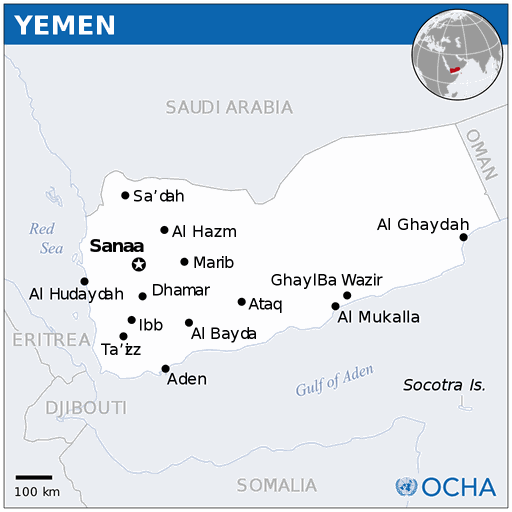 YEMEN
SAUDI ARABIA
OMAN
Sa’dah
Red
Sea
Al Hazm
Al Ghaydah
Sanaa
Marib
Ghayl Ba Wazir
Al Hudaydah
Dhamar
Ataq
Al Mukalla
Ibb
Al Bayda
ERITREA
Ta’izz
Aden
Gulf of Aden
Socotra Is.
DJIBOUTI
SOMALIA
100 km
OCHA